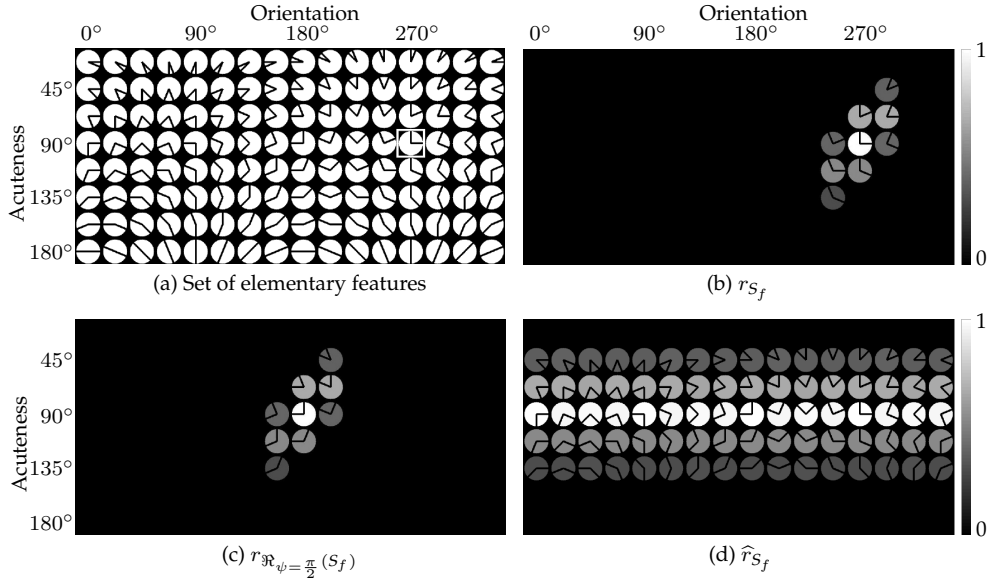 Orientation
0° 90° 180° 270°
Acuteness
45°
90°
135°
180°
(a) Set of elementary features
Orientation
0° 90° 180° 270°
1
0
(b) r_{S_f}
Acuteness
45°
90°
135°
180°
(c) r_{ℜ_{ψ=π/2}(S_f)}
1
0
(d) r̂_{S_f}